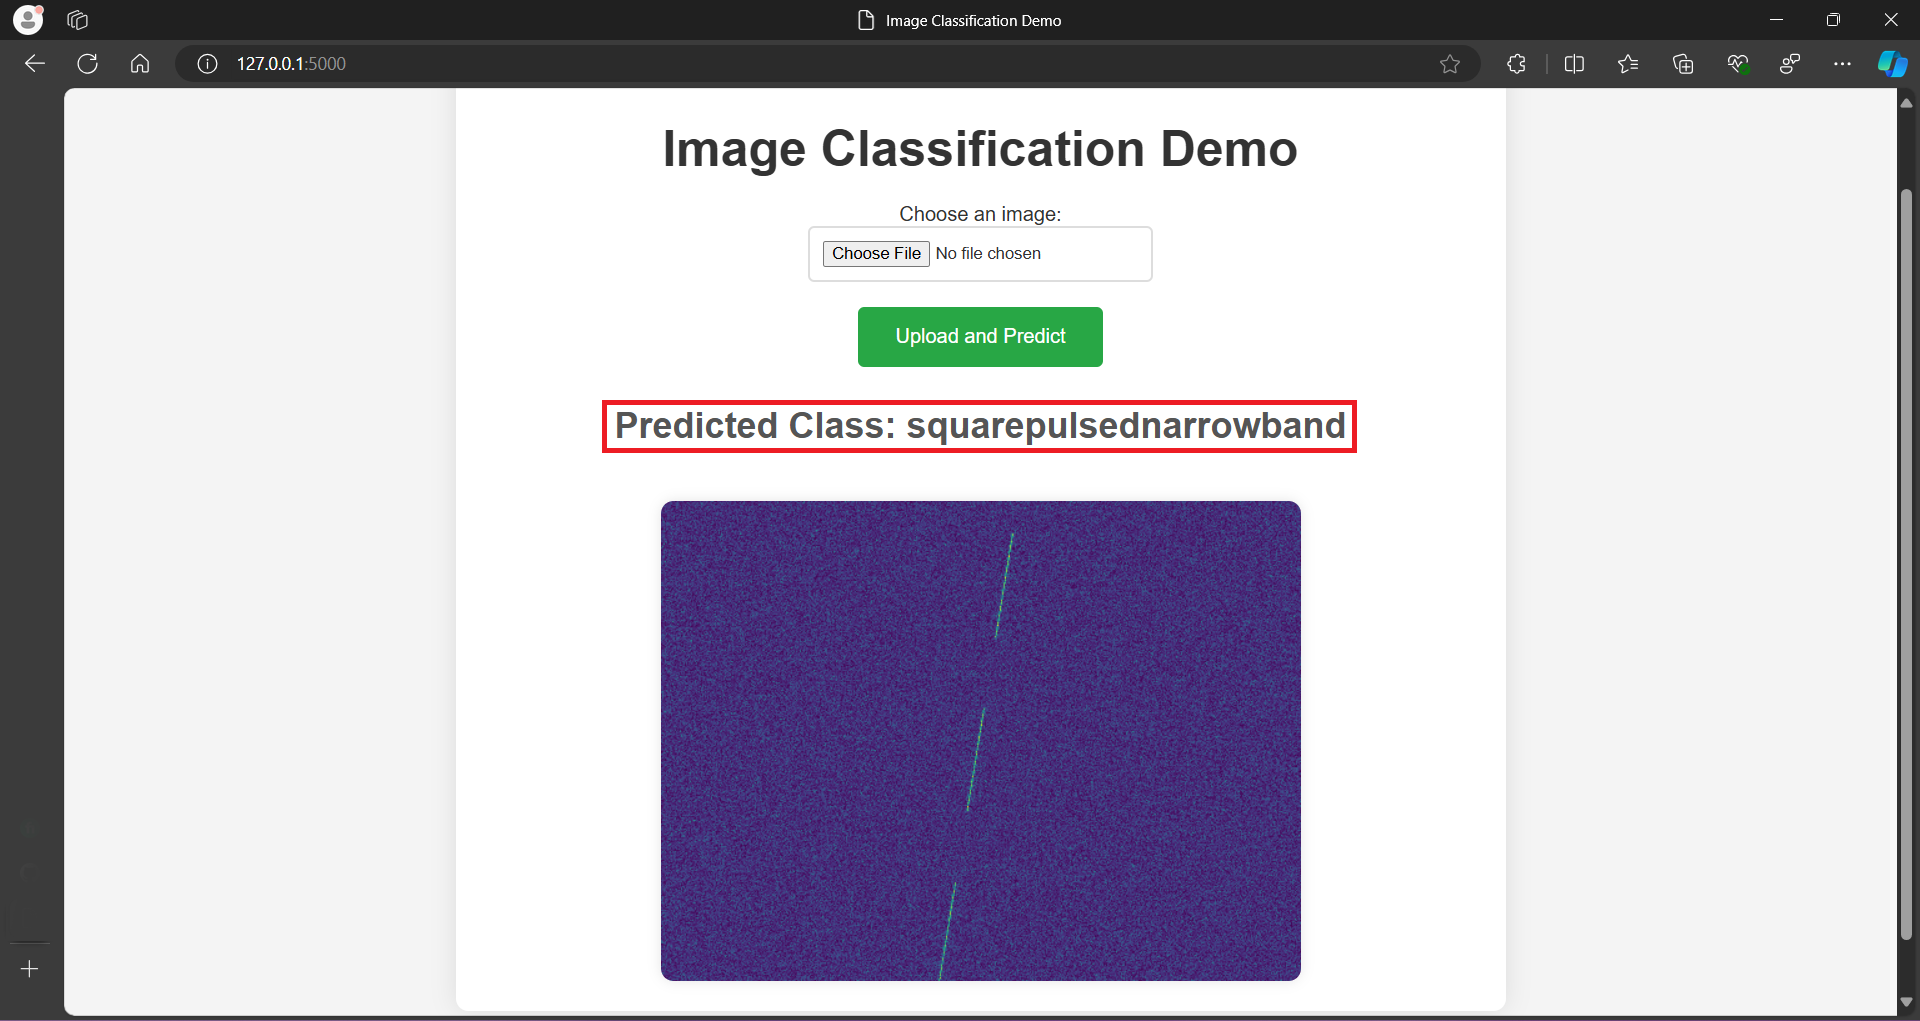 Image Classification Demo
127.0.0.1:5000
Image Classification Demo
Choose an image:
Choose File No file chosen
Upload and Predict
Predicted Class: squarepulsednarrowband